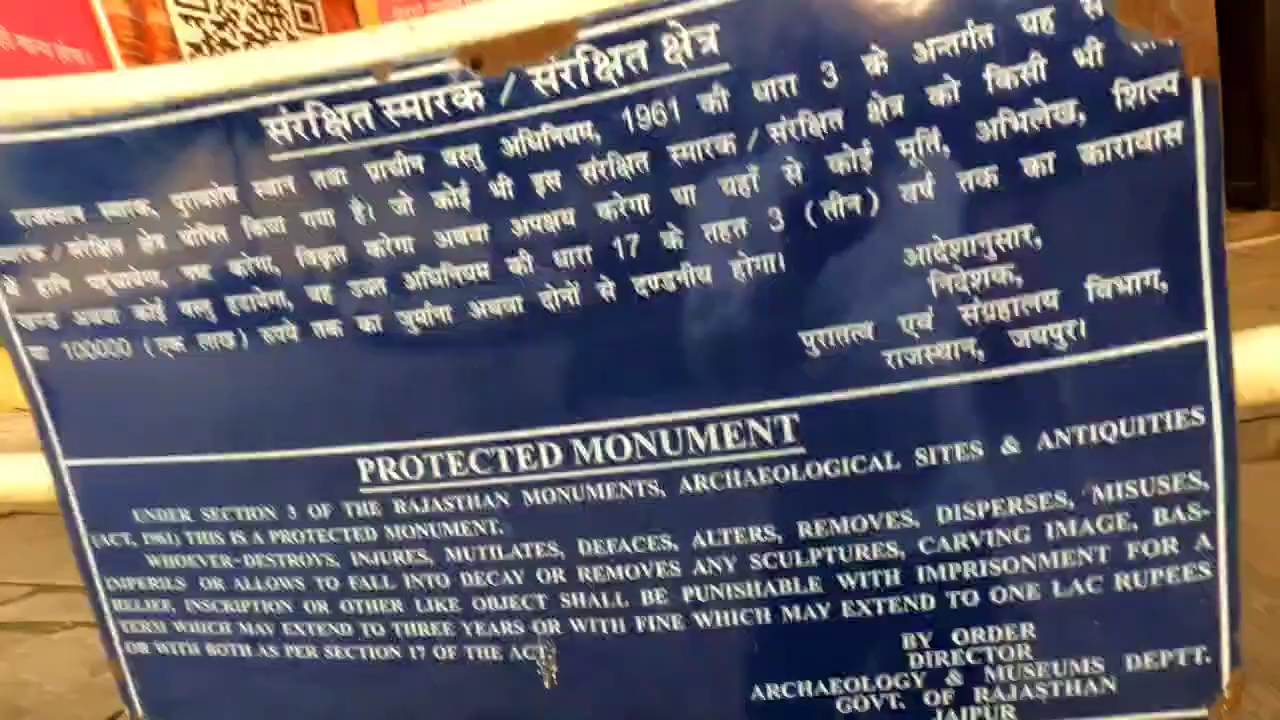 संरक्षित स्मारक / संरक्षित क्षेत्र
राजस्थान स्मारक, पुरावशेष स्थान तथा प्राचीन वस्तु अधिनियम, 1961 की धारा 3 के अन्तर्गत यह
स्मारक / संरक्षित क्षेत्र घोषित किया गया है। जो कोई भी इस संरक्षित स्मारक / संरक्षित क्षेत्र को किसी भी
से हानि पहुंचायेगा, नष्ट करेगा, विकृत करेगा अथवा अपक्षय करेगा या यहाँ से कोई मूर्ति, अभिलेख, शिल्प
खण्ड अथवा कोई वस्तु हटायेगा, वह उक्त अधिनियम की धारा 17 के तहत 3 (तीन) वर्ष तक का कारावास
या 100000 (एक लाख) रुपये तक का जुर्माना अथवा दोनों से दण्डनीय होगा।
आदेशानुसार,
निदेशक,
पुरातत्व एवं संग्रहालय विभाग,
राजस्थान, जयपुर।
PROTECTED MONUMENT
UNDER SECTION 3 OF THE RAJASTHAN MONUMENTS, ARCHAEOLOGICAL SITES & ANTIQUITIES
(ACT, 1961) THIS IS A PROTECTED MONUMENT.
WHOEVER-DESTROYS, INJURES, MUTILATES, DEFACES, ALTERS, REMOVES, DISPERSES, MISUSES,
IMPERILS OR ALLOWS TO FALL INTO DECAY OR REMOVES ANY SCULPTURES, CARVING IMAGE, BAS-
RELIEF, INSCRIPTION OR OTHER LIKE OBJECT SHALL BE PUNISHABLE WITH IMPRISONMENT FOR A
TERM WHICH MAY EXTEND TO THREE YEARS OR WITH FINE WHICH MAY EXTEND TO ONE LAC RUPEES
OR WITH BOTH AS PER SECTION 17 OF THE ACT.
BY ORDER
DIRECTOR
ARCHAEOLOGY & MUSEUMS DEPTT.
GOVT. OF RAJASTHAN
JAIPUR